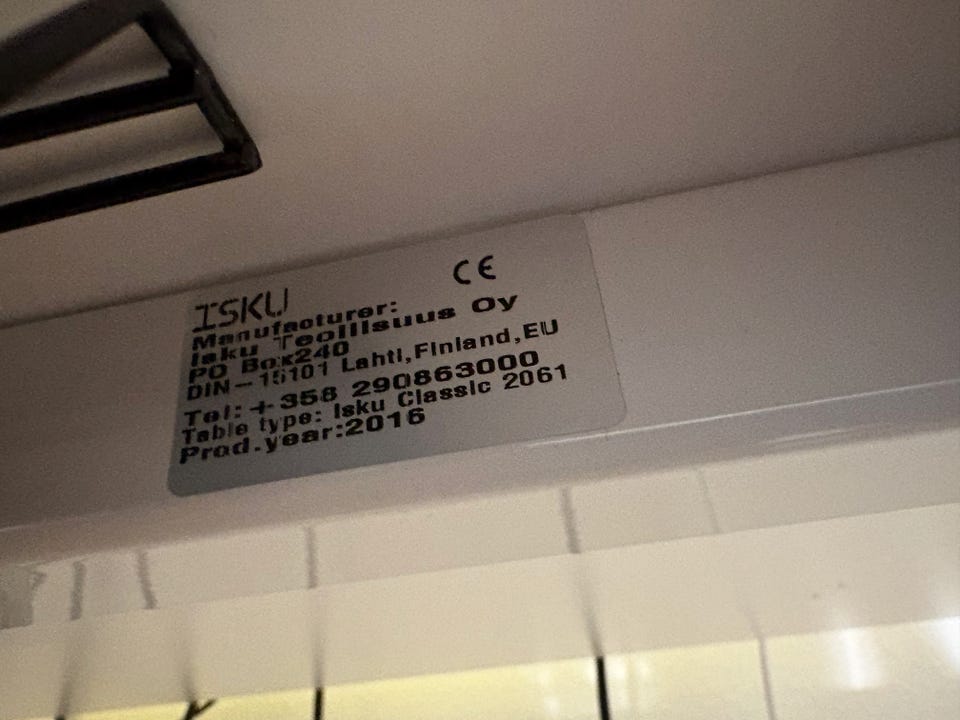 CE
ISKU
Manufacturer:
Isku Teollisuus Oy
PO Box240
DIN-15101 Lahti,Finland,EU
Tel:+358 290863000
Table type: Isku Classic 2061
Prod.year:2016